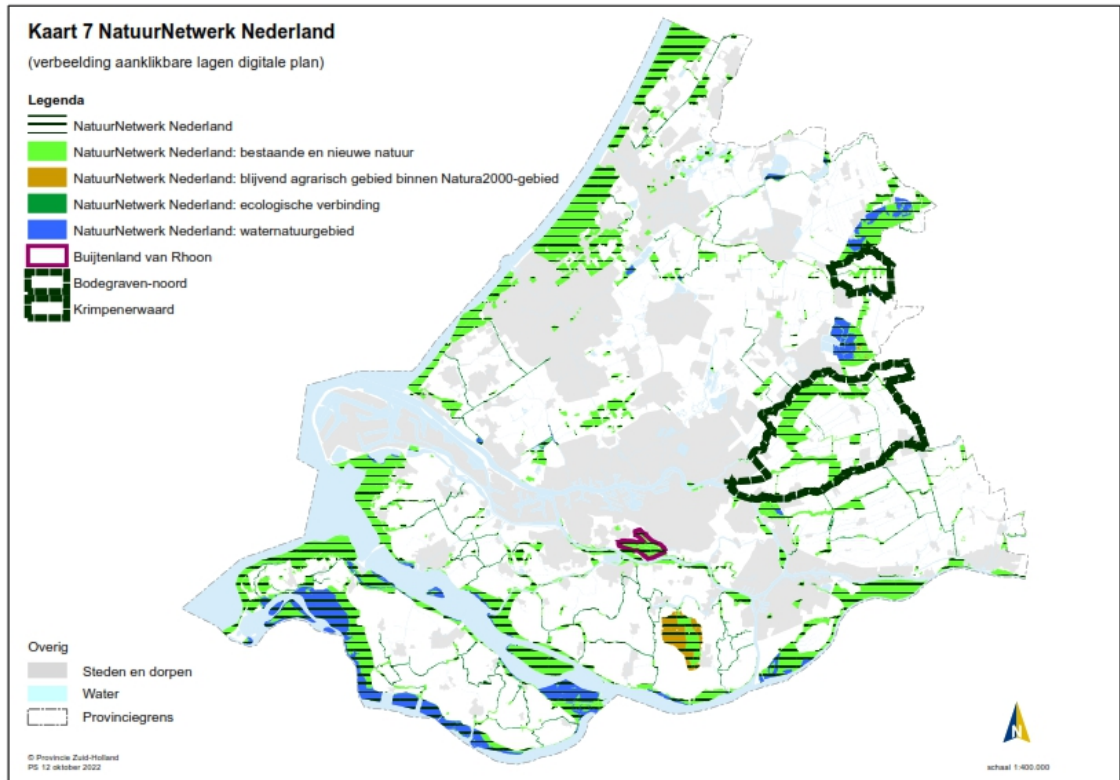 Kaart 7 NatuurNetwerk Nederland
(verbeelding aanklikbare lagen digitale plan)
Legenda
NatuurNetwerk Nederland
NatuurNetwerk Nederland: bestaande en nieuwe natuur
NatuurNetwerk Nederland: blijvend agrarisch gebied binnen Natura2000-gebied
NatuurNetwerk Nederland: ecologische verbinding
NatuurNetwerk Nederland: waternatuurgebied
Buijtenland van Rhoon
Bodegraven-noord
Krimpenerwaard
Overig
Steden en dorpen
Water
Provinciegrens
© Provincie Zuid-Holland
PS 12 oktober 2022
N
schaal 1:400.000